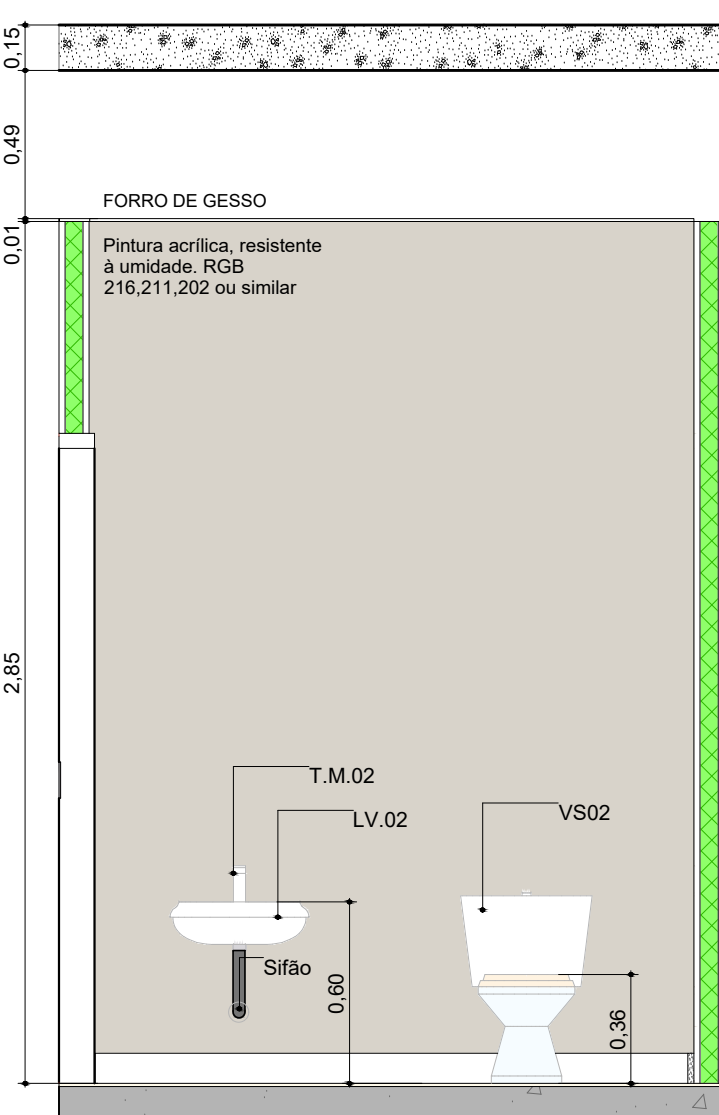 0,15
0,49
FORRO DE GESSO
0,01
Pintura acrílica, resistente
à umidade. RGB
216,211,202 ou similar
2,85
T.M.02
LV.02
VS02
Sifão
0,60
0,36